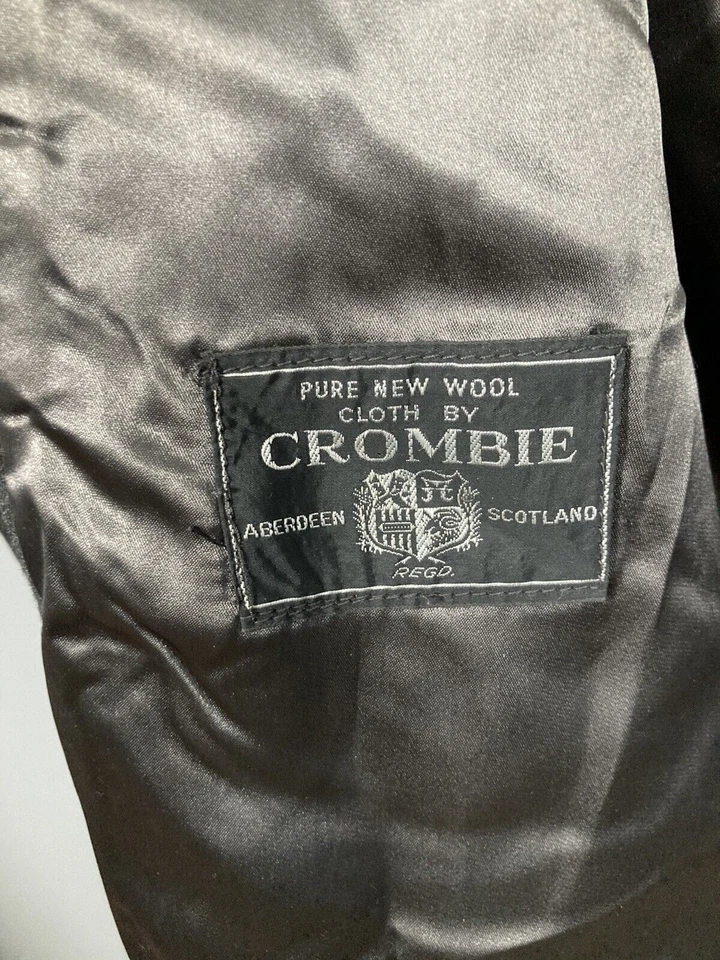 PURE NEW WOOL
CLOTH BY
CROMBIE
ABERDEEN SCOTLAND
REGD.